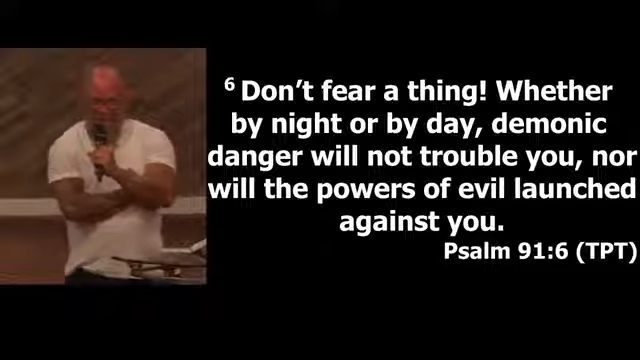 ⁶ Don't fear a thing! Whether
by night or by day, demonic
danger will not trouble you, nor
will the powers of evil launched
against you.
Psalm 91:6 (TPT)